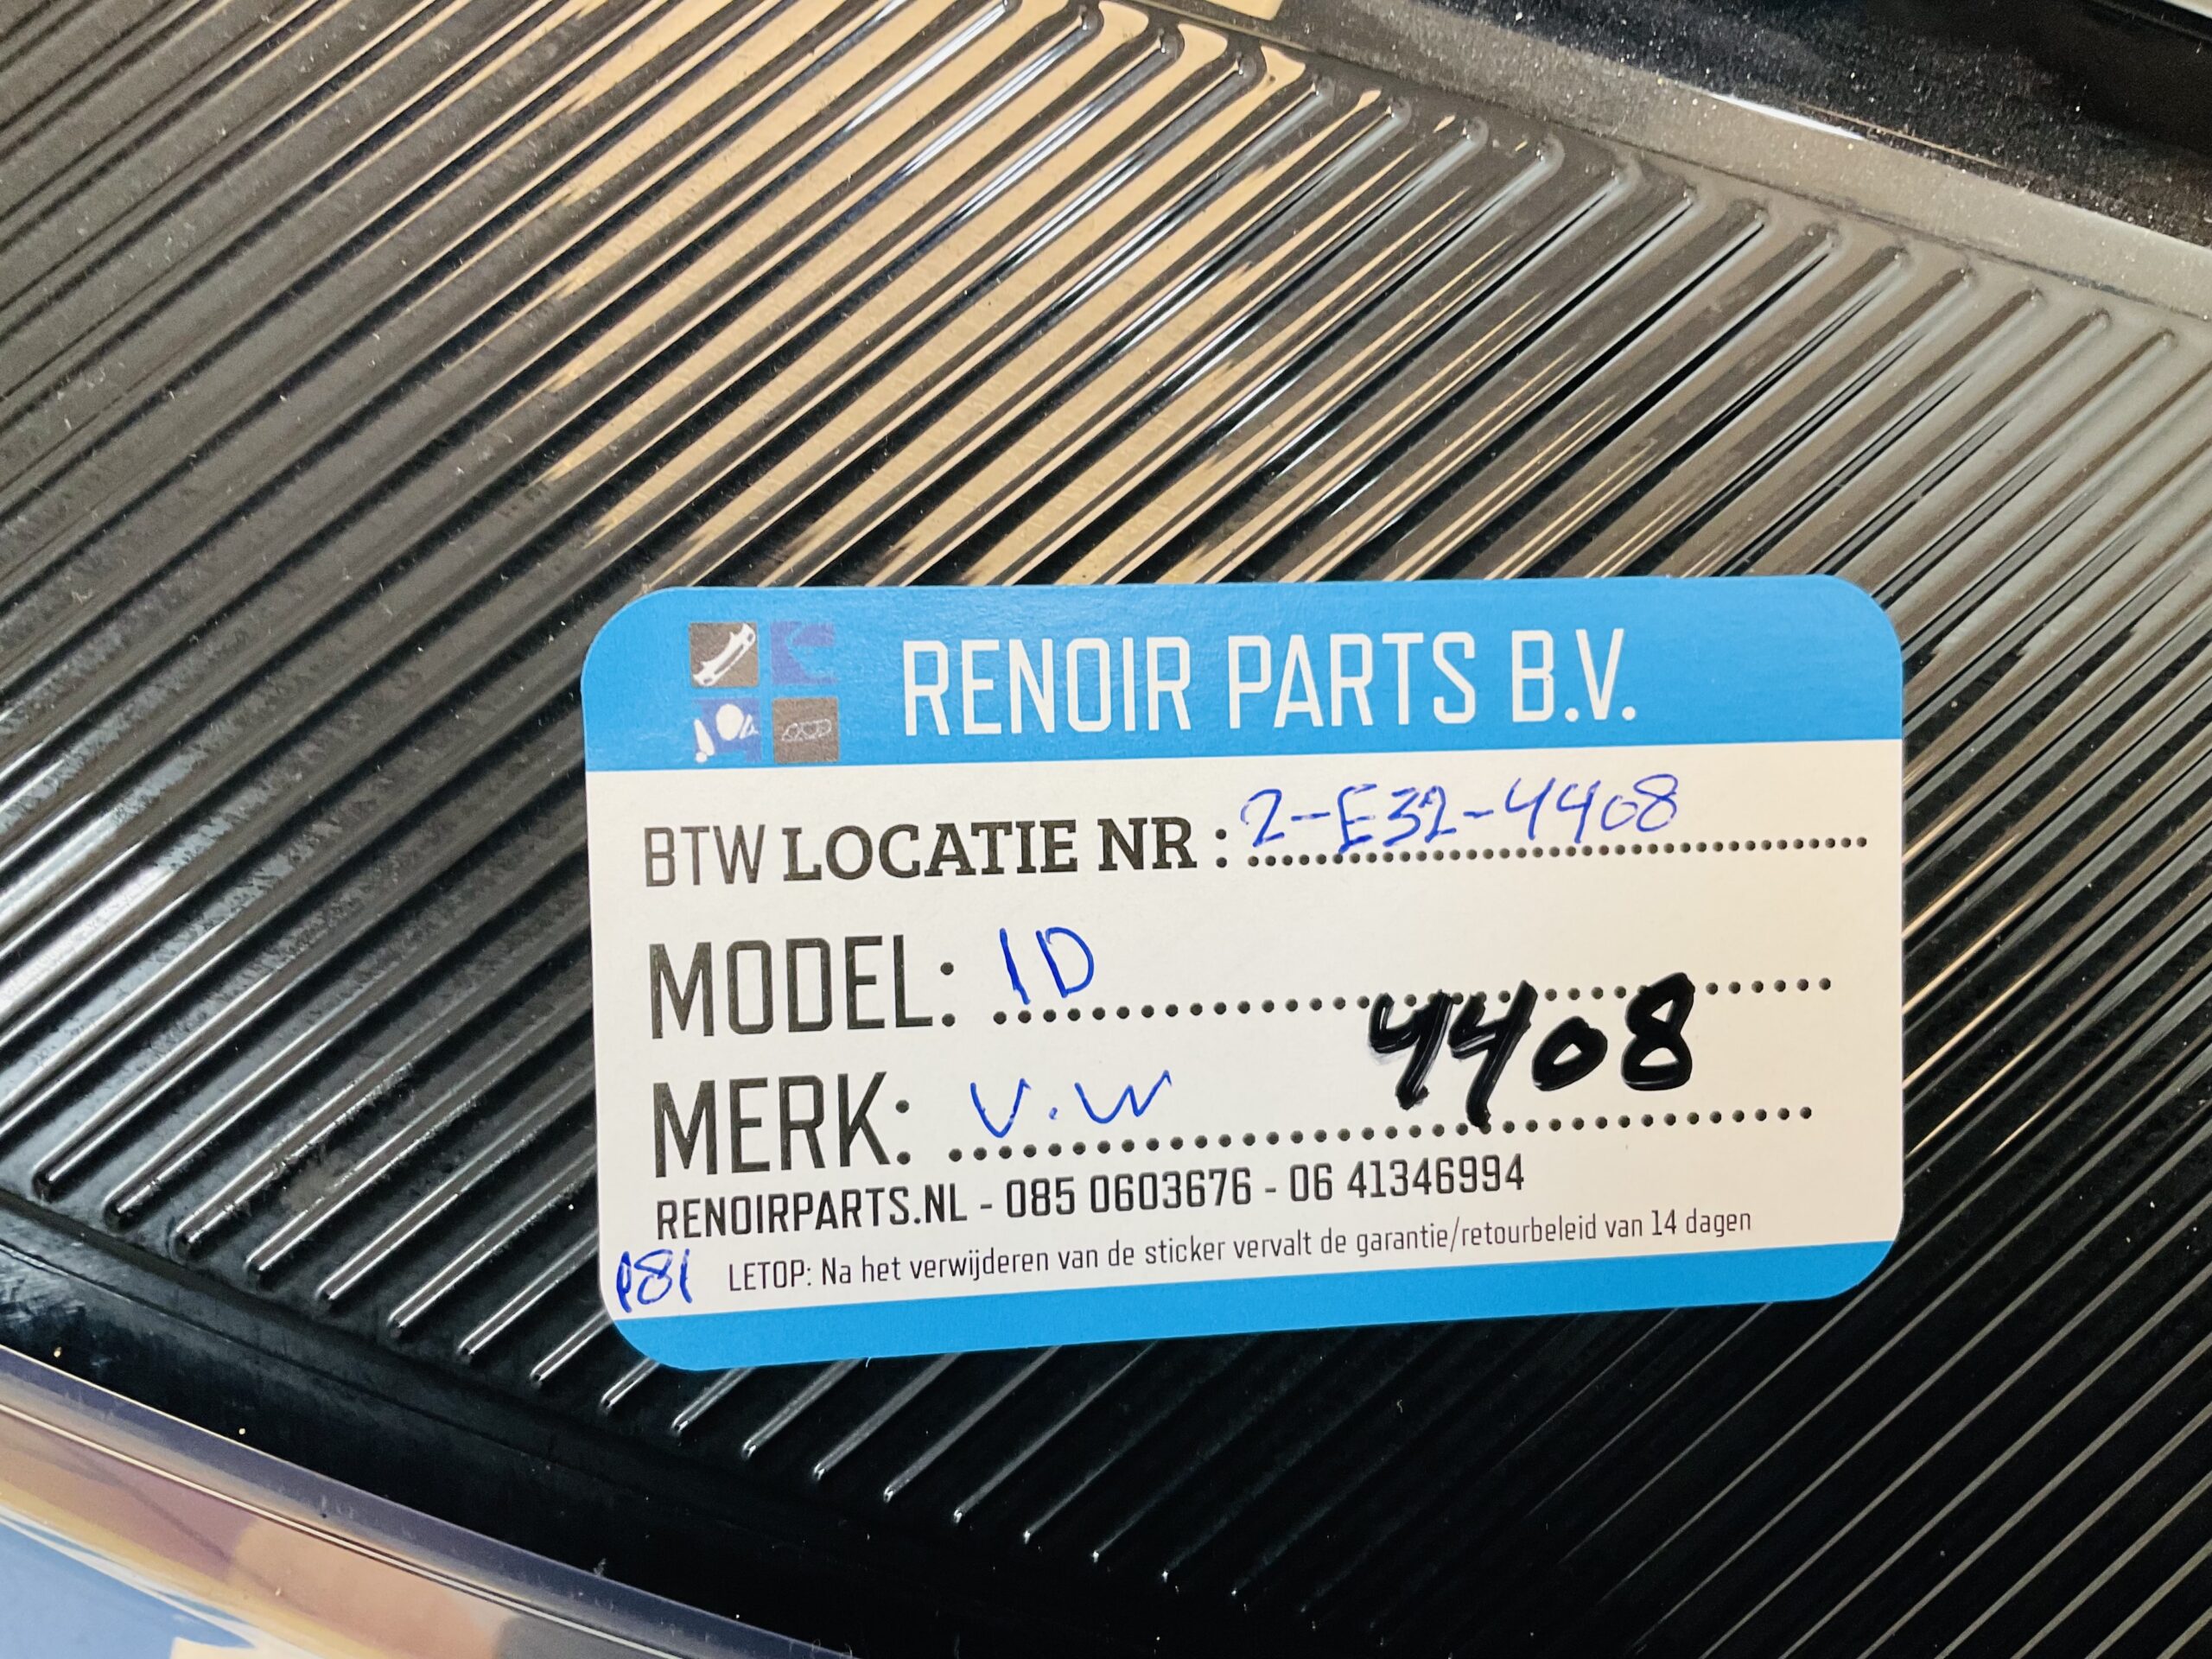 RENOIR PARTS B.V.
BTW LOCATIE NR : 2-E32-4408
MODEL: ID
4408
MERK: V.W
RENOIRPARTS.NL - 085 0603676 - 06 41346994
P81 LETOP: Na het verwijderen van de sticker vervalt de garantie/retourbeleid van 14 dagen